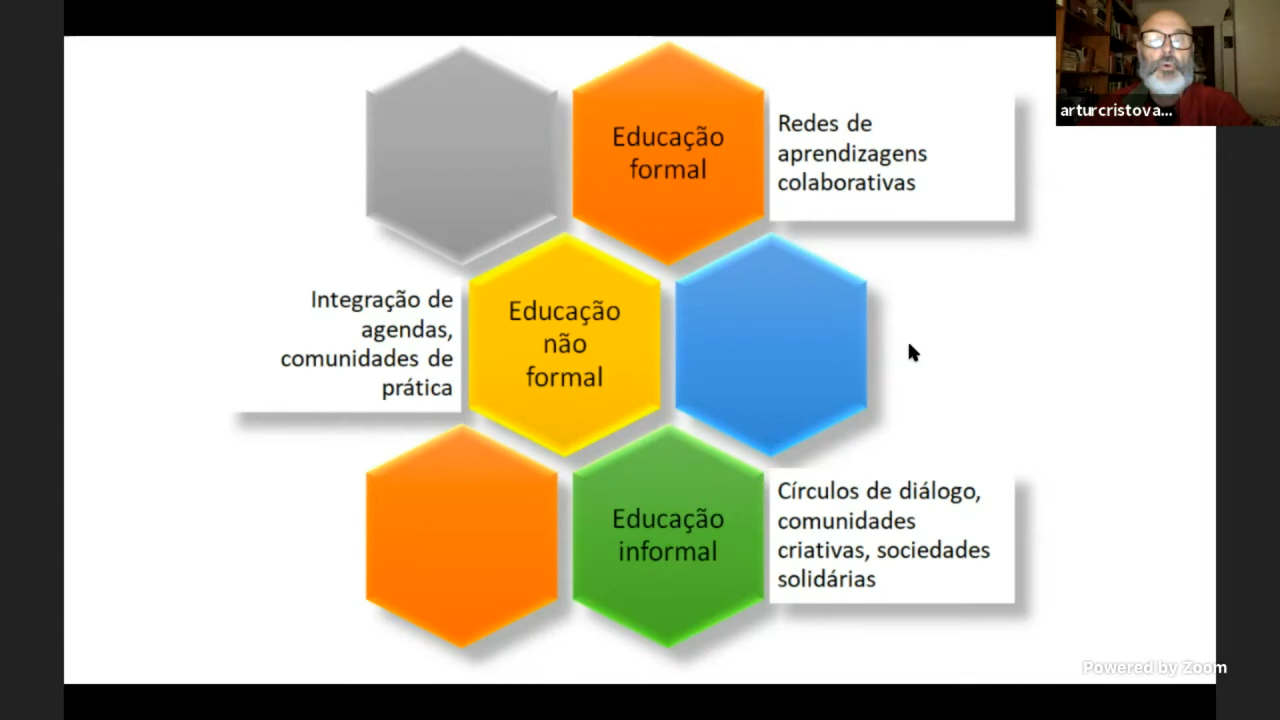 arturcristova...
Educação
formal
Redes de
aprendizagens
colaborativas
Integração de
agendas,
comunidades de
prática
Educação
não
formal
Educação
informal
Círculos de diálogo,
comunidades
criativas, sociedades
solidárias
Powered by Zoom